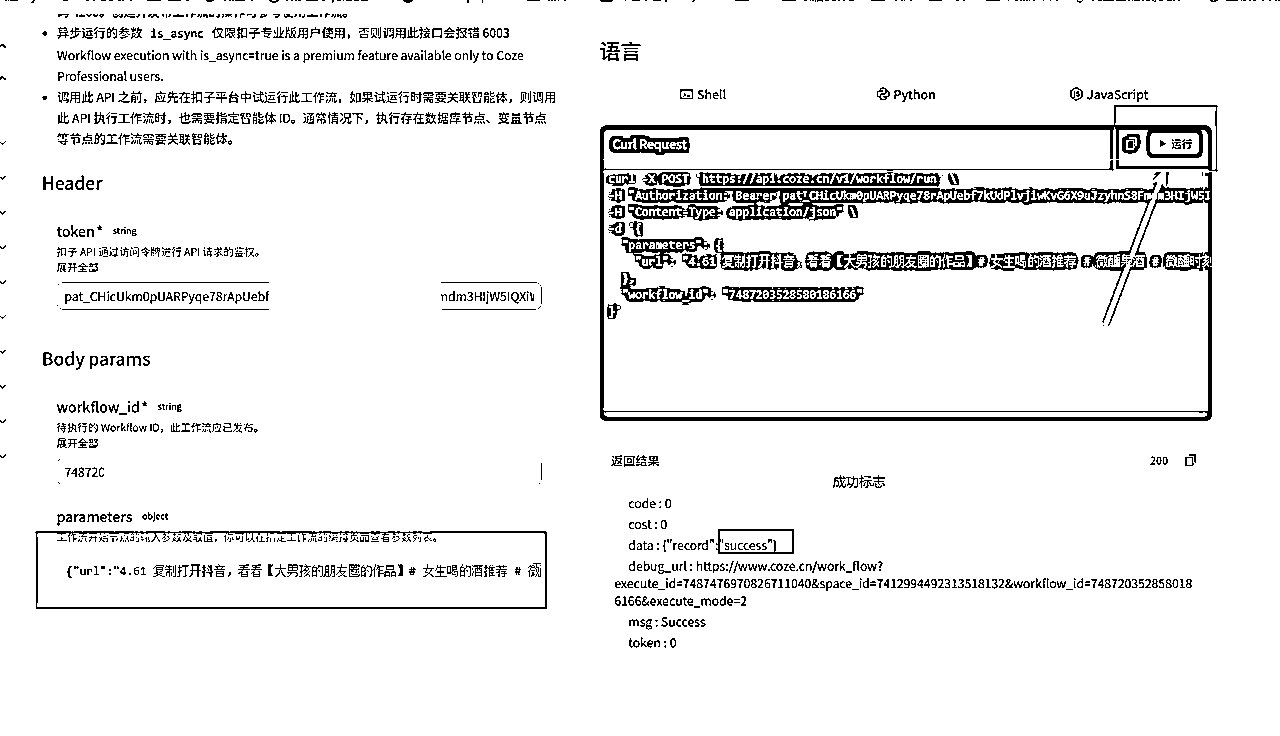 异步运行的参数 is_async 仅限扣子专业版用户使用，否则调用此接口会报错 6003
Workflow execution with is_async=true is a premium feature available only to Coze
Professional users.
调用此 API 之前，应先在扣子平台中试运行此工作流，如果试运行时需要关联智能体，则调用
此 API 执行工作流时，也需要指定智能体 ID。通常情况下，执行存在数据库节点、变量节点
等节点的工作流需要关联智能体。
Header
token* string
扣子 API 通过访问令牌进行 API 请求的鉴权。
展开全部
pat_CHicUkm0pUARPyqe78rApUebf
ndm3HIjW5IQXiV
Body params
workflow_id* string
待执行的 Workflow ID，此工作流应已发布。
展开全部
74872C
parameters object
工作流开始节点的输入参数及取值，你可以在指定工作流的编排页面查看参数列表。
{"url":"4.61 复制打开抖音，看看【大男孩的朋友圈的作品】# 女生喝的酒推荐 # 微
语言
Shell
Python
JavaScript
Curl Request
运行
curl -X POST 'https://api.coze.cn/v1/workflow/run' \
-H "Authorization: Bearer
-H "Content-Type: application/json" \
-d '{
"parameters": {
"url": "4.61 复制打开抖音，看看【大男孩的朋友圈的作品】# 女生喝的酒推荐 # 微醺果酒 # 微醺时刻
},
"workflow_id": "7487203528580186166"
}'
返回结果
200
成功标志
code : 0
cost : 0
data : {"record":"success"}
debug_url : https://www.coze.cn/work_flow?
execute_id=7487476970826711040&space_id=7412994492313518132&workflow_id=748720352858018
6166&execute_mode=2
msg : Success
token : 0